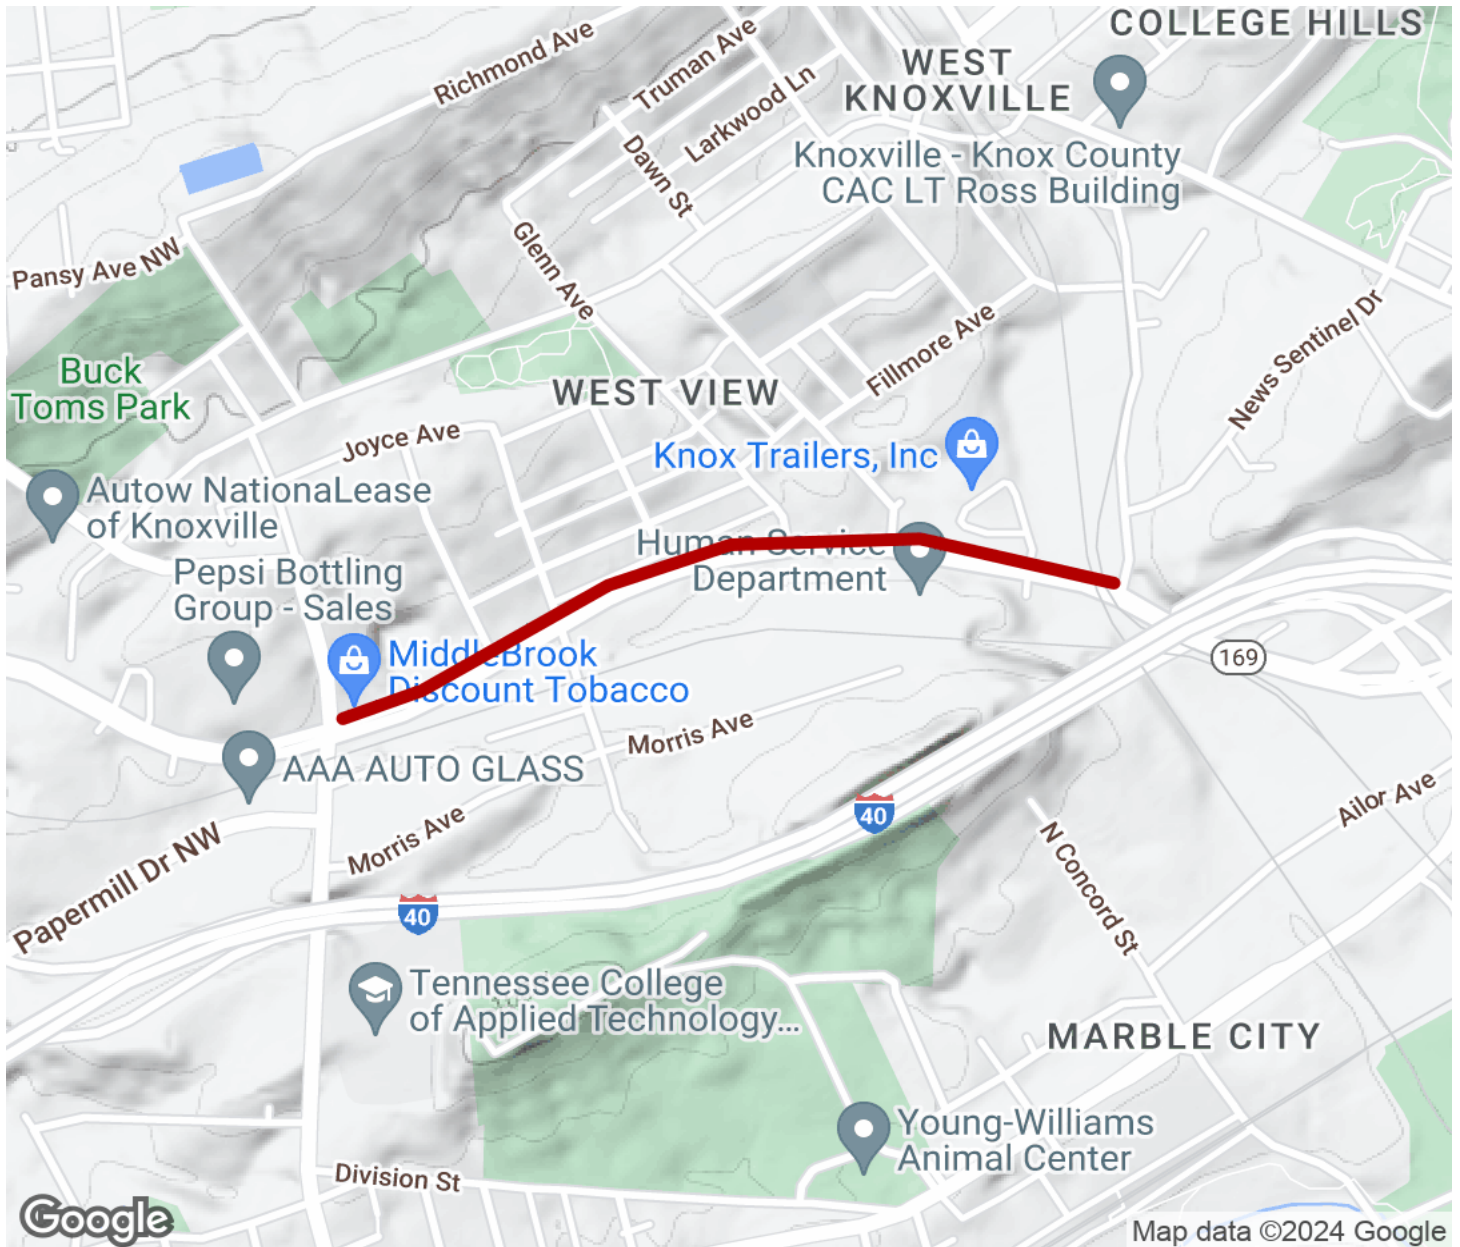 COLLEGE HILLS
Richmond Ave
Truman Ave
WEST
KNOXVILLE
Larkwood Ln
Knoxville - Knox County
CAC LT Ross Building
Dawn St
Pansy Ave NW
Glenn Ave
News Sentinel Dr
Fillmore Ave
Buck
Toms Park
WEST VIEW
Joyce Ave
Knox Trailers, Inc
Autow NationaLease
of Knoxville
Human Service
Department
Pepsi Bottling
Group - Sales
MiddleBrook
Discount Tobacco
169
Morris Ave
AAA AUTO GLASS
40
Ailor Ave
Morris Ave
Papermill Dr NW
N Concord St
40
Tennessee College
of Applied Technology...
MARBLE CITY
Young-Williams
Animal Center
Division St
Google
Map data ©2024 Google